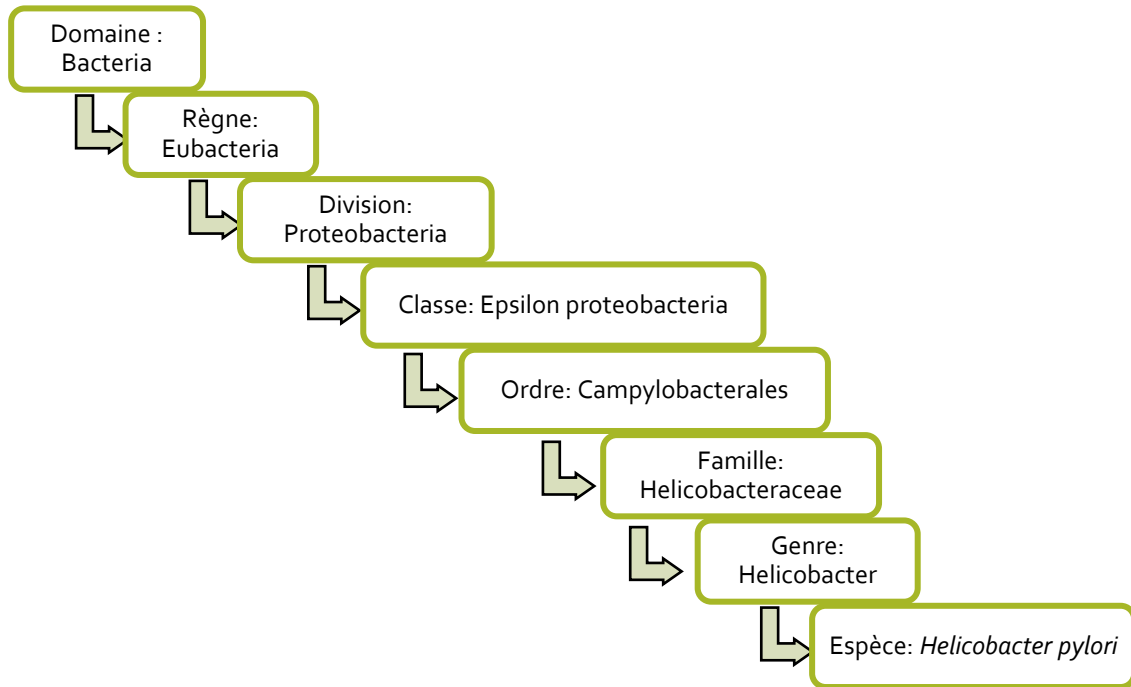 Domaine :
Bacteria
Règne:
Eubacteria
Division:
Proteobacteria
Classe: Epsilon proteobacteria
Ordre: Campylobacterales
Famille:
Helicobacteraceae
Genre:
Helicobacter
Espèce: Helicobacter pylori